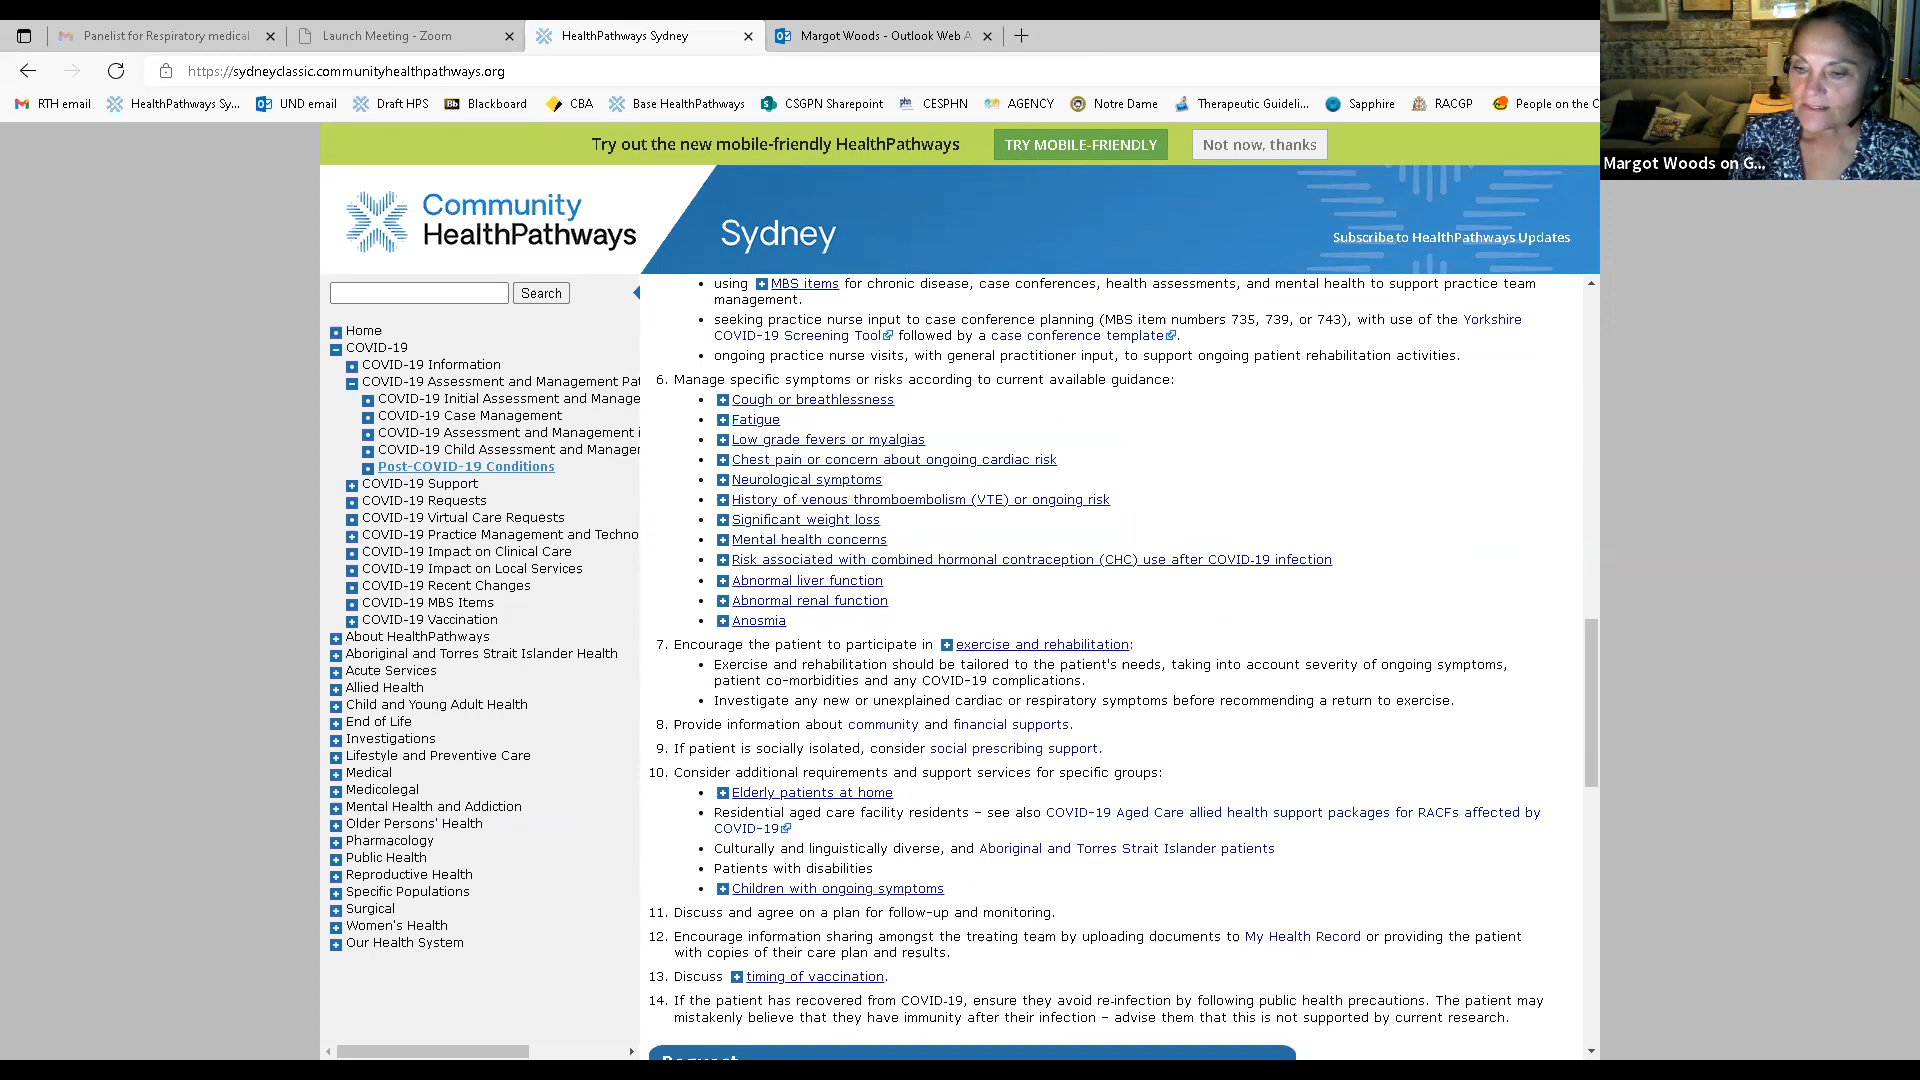 Panelist for Respiratory medical
Launch Meeting - Zoom
HealthPathways Sydney
Margot Woods - Outlook Web A
https://sydneyclassic.communityhealthpathways.org
RTH email
HealthPathways Sy...
UND email
Draft HPS
Blackboard
CBA
Base HealthPathways
CSGPN Sharepoint
CESPHN
AGENCY
Notre Dame
Therapeutic Guideli...
Sapphire
RACGP
People on the C
Margot Woods on G...
Try out the new mobile-friendly HealthPathways
TRY MOBILE-FRIENDLY
Not now, thanks
Community
HealthPathways
Sydney
Subscribe to HealthPathways Updates
Search
Home
COVID-19
COVID-19 Information
COVID-19 Assessment and Management Pat
COVID-19 Initial Assessment and Manage
COVID-19 Case Management
COVID-19 Assessment and Management i
COVID-19 Child Assessment and Manager
Post-COVID-19 Conditions
COVID-19 Support
COVID-19 Requests
COVID-19 Virtual Care Requests
COVID-19 Practice Management and Techno
COVID-19 Impact on Clinical Care
COVID-19 Impact on Local Services
COVID-19 Recent Changes
COVID-19 MBS Items
COVID-19 Vaccination
About HealthPathways
Aboriginal and Torres Strait Islander Health
Acute Services
Allied Health
Child and Young Adult Health
End of Life
Investigations
Lifestyle and Preventive Care
Medical
Medicolegal
Mental Health and Addiction
Older Persons' Health
Pharmacology
Public Health
Reproductive Health
Specific Populations
Surgical
Women's Health
Our Health System
• using MBS items for chronic disease, case conferences, health assessments, and mental health to support practice team
management.
• seeking practice nurse input to case conference planning (MBS item numbers 735, 739, or 743), with use of the Yorkshire
COVID-19 Screening Tool followed by a case conference template.
• ongoing practice nurse visits, with general practitioner input, to support ongoing patient rehabilitation activities.
6. Manage specific symptoms or risks according to current available guidance:
• Cough or breathlessness
• Fatigue
• Low grade fevers or myalgias
• Chest pain or concern about ongoing cardiac risk
• Neurological symptoms
• History of venous thromboembolism (VTE) or ongoing risk
• Significant weight loss
• Mental health concerns
• Risk associated with combined hormonal contraception (CHC) use after COVID-19 infection
• Abnormal liver function
• Abnormal renal function
• Anosmia
7. Encourage the patient to participate in exercise and rehabilitation:
• Exercise and rehabilitation should be tailored to the patient's needs, taking into account severity of ongoing symptoms,
patient co-morbidities and any COVID-19 complications.
• Investigate any new or unexplained cardiac or respiratory symptoms before recommending a return to exercise.
8. Provide information about community and financial supports.
9. If patient is socially isolated, consider social prescribing support.
10. Consider additional requirements and support services for specific groups:
• Elderly patients at home
• Residential aged care facility residents – see also COVID-19 Aged Care allied health support packages for RACFs affected by
COVID-19
• Culturally and linguistically diverse, and Aboriginal and Torres Strait Islander patients
• Patients with disabilities
• Children with ongoing symptoms
11. Discuss and agree on a plan for follow-up and monitoring.
12. Encourage information sharing amongst the treating team by uploading documents to My Health Record or providing the patient
with copies of their care plan and results.
13. Discuss timing of vaccination.
14. If the patient has recovered from COVID-19, ensure they avoid re-infection by following public health precautions. The patient may
mistakenly believe that they have immunity after their infection – advise them that this is not supported by current research.
Request